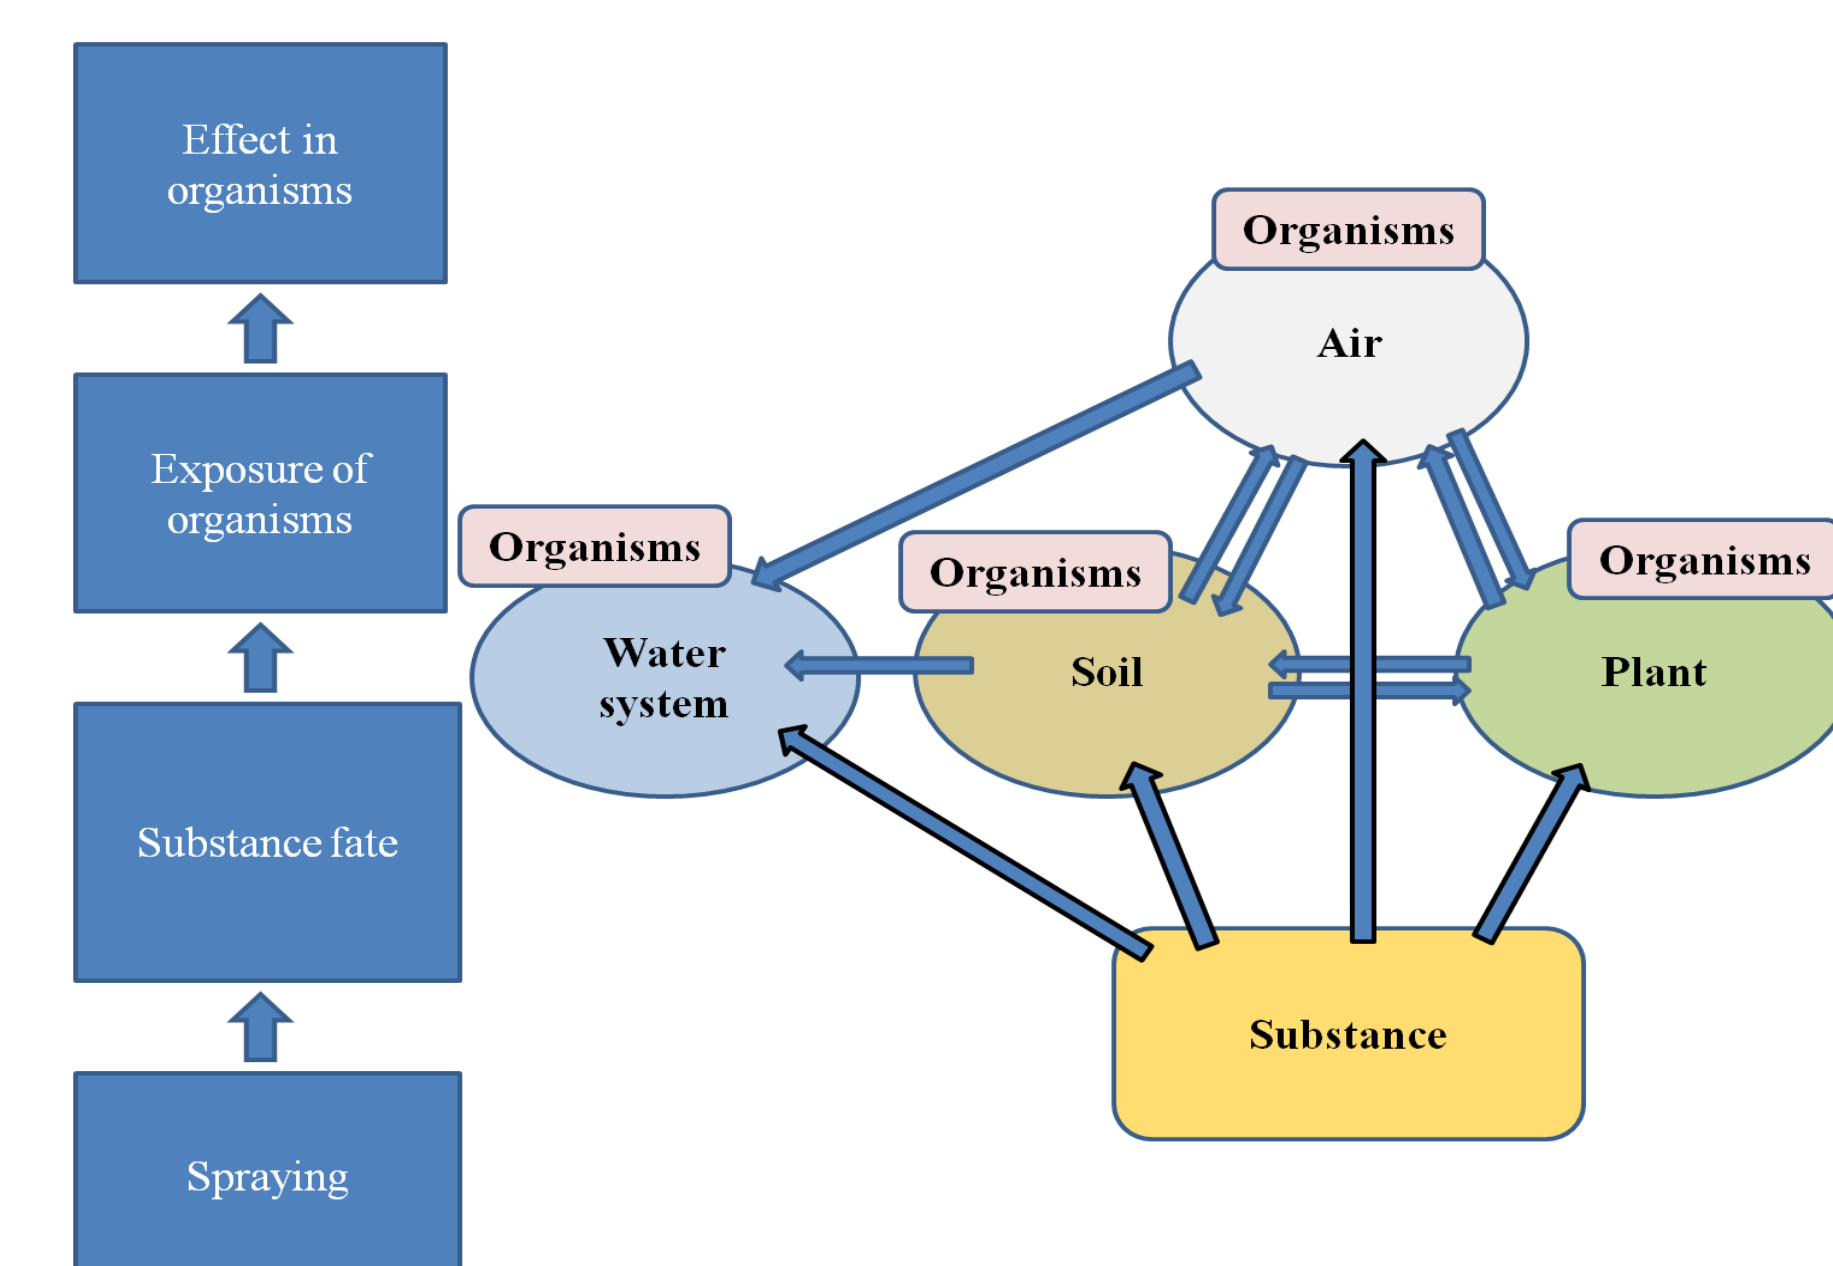 Effect in
organisms
Exposure of
organisms
Substance fate
Spraying
Organisms
Air
Organisms
Water
system
Organisms
Soil
Organisms
Plant
Substance